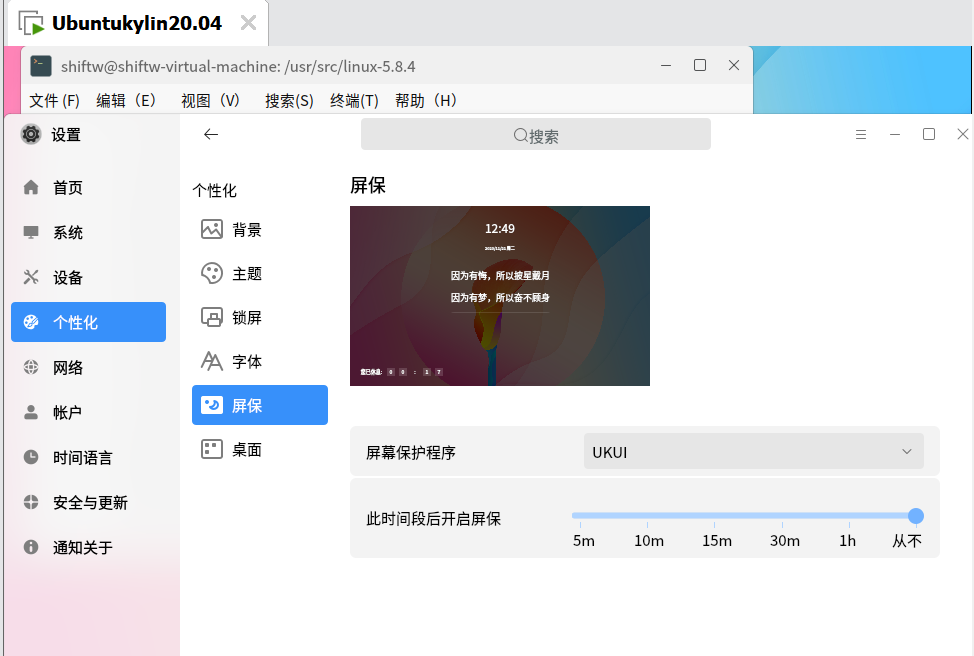 Ubuntukylin20.04
shiftw@shiftw-virtual-machine: /usr/src/linux-5.8.4
文件 (F) 编辑（E） 视图（V） 搜索(S) 终端(T) 帮助（H）
设置
搜索
首页
系统
设备
个性化
网络
帐户
时间语言
安全与更新
通知关于
个性化
背景
主题
锁屏
字体
屏保
桌面
屏保
12:49
因为有悔，所以披星戴月
因为有梦，所以奋不顾身
您已休息: 0 0 : 1 7
屏幕保护程序 UKUI
此时间段后开启屏保
5m 10m 15m 30m 1h 从不